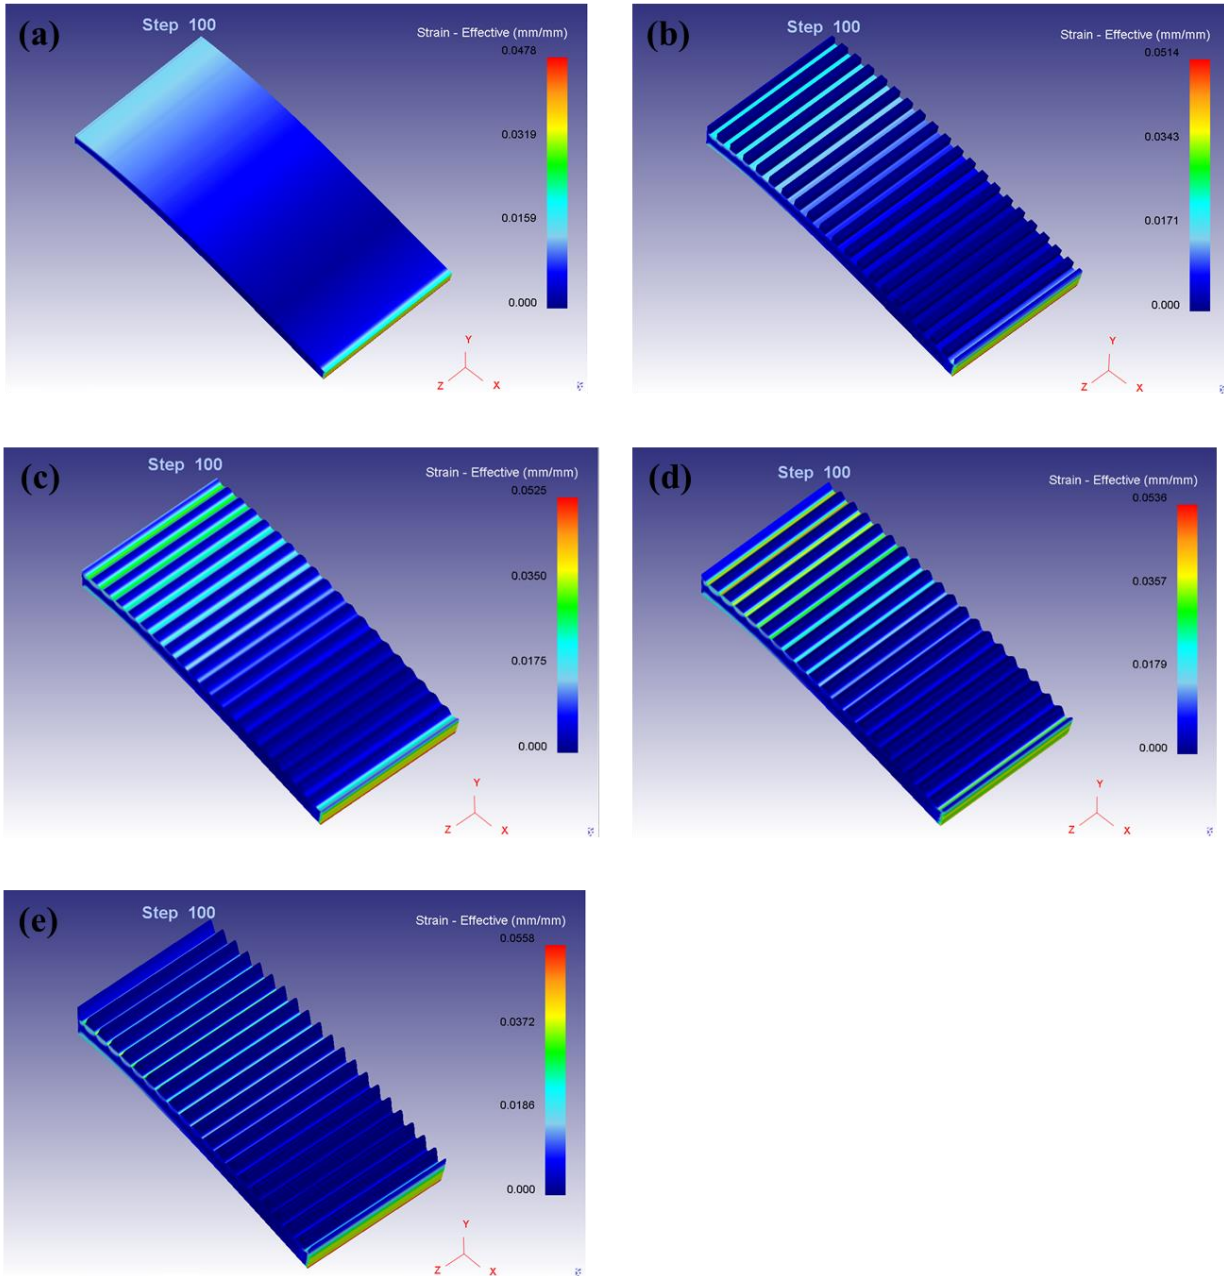 (a)
Step 100
Strain - Effective (mm/mm)
0.0478
0.0319
0.0159
0.000
Y
Z X
(b)
Step 100
Strain - Effective (mm/mm)
0.0514
0.0343
0.0171
0.000
Y
Z X
(c)
Step 100
Strain - Effective (mm/mm)
0.0525
0.0350
0.0175
0.000
Y
Z X
(d)
Step 100
Strain - Effective (mm/mm)
0.0536
0.0357
0.0179
0.000
Y
Z X
(e)
Step 100
Strain - Effective (mm/mm)
0.0558
0.0372
0.0186
0.000
Y
Z X